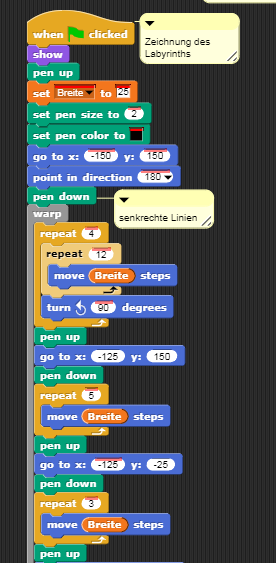 when clicked
Zeichnung des
Labyrinths
show
pen up
set Breite to 25
set pen size to 2
set pen color to
go to x: -150 y: 150
point in direction 180
pen down
senkrechte Linien
warp
repeat 4
repeat 12
move Breite steps
turn 90 degrees
pen up
go to x: -125 y: 150
pen down
repeat 5
move Breite steps
pen up
go to x: -125 y: -25
pen down
repeat 3
move Breite steps
pen up